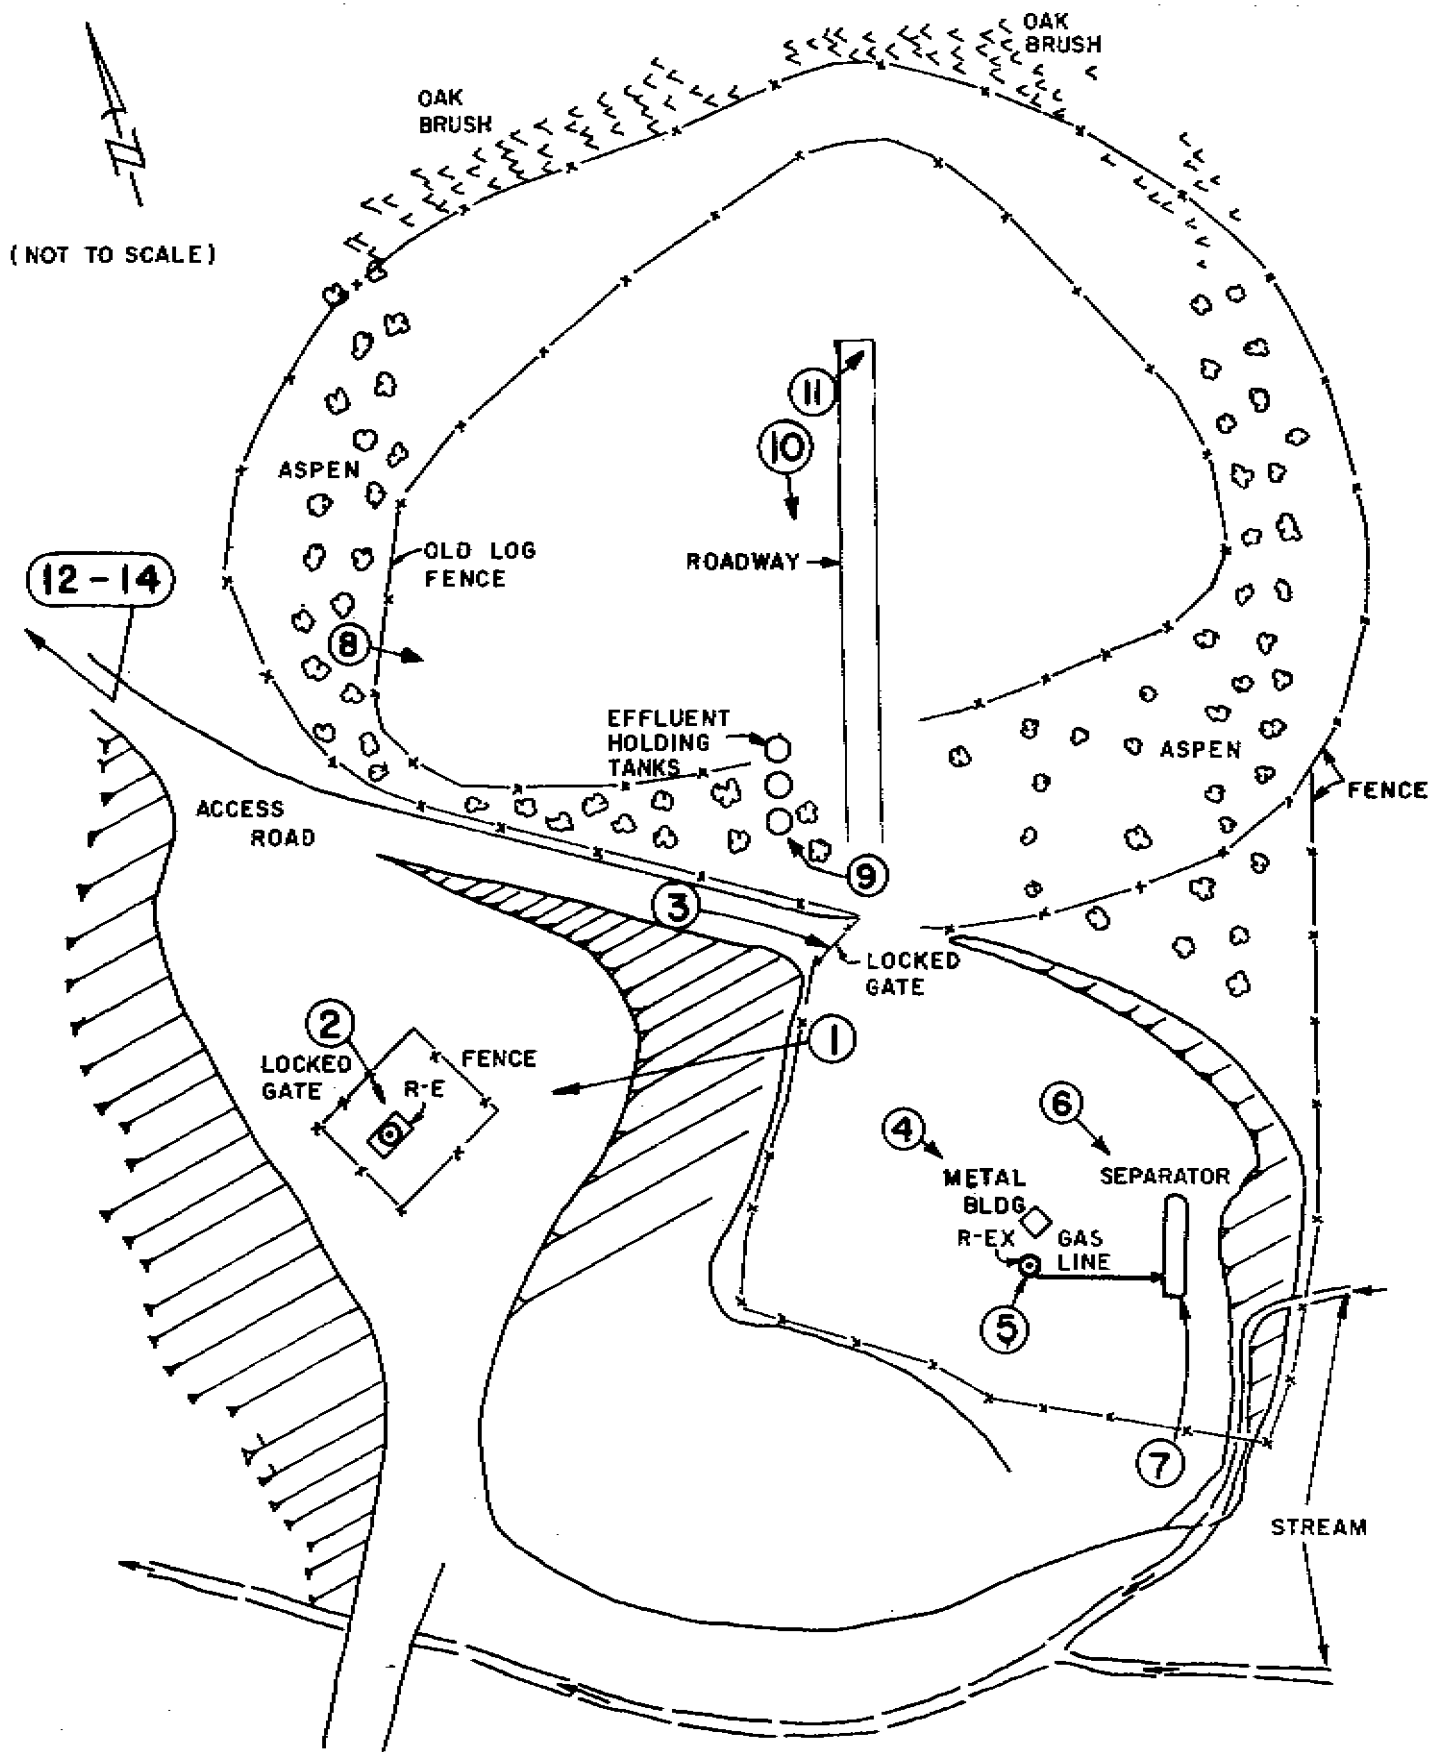 OAK
BRUSH
OAK
BRUSH
(NOT TO SCALE)
N
11
10
ASPEN
OLD LOG
FENCE
ROADWAY
12-14
8
EFFLUENT
HOLDING
TANKS
ASPEN
FENCE
ACCESS
ROAD
9
3
LOCKED
GATE
2
1
LOCKED
GATE
FENCE
R-E
6
4
METAL
BLDG
SEPARATOR
R-EX
GAS
LINE
5
7
STREAM